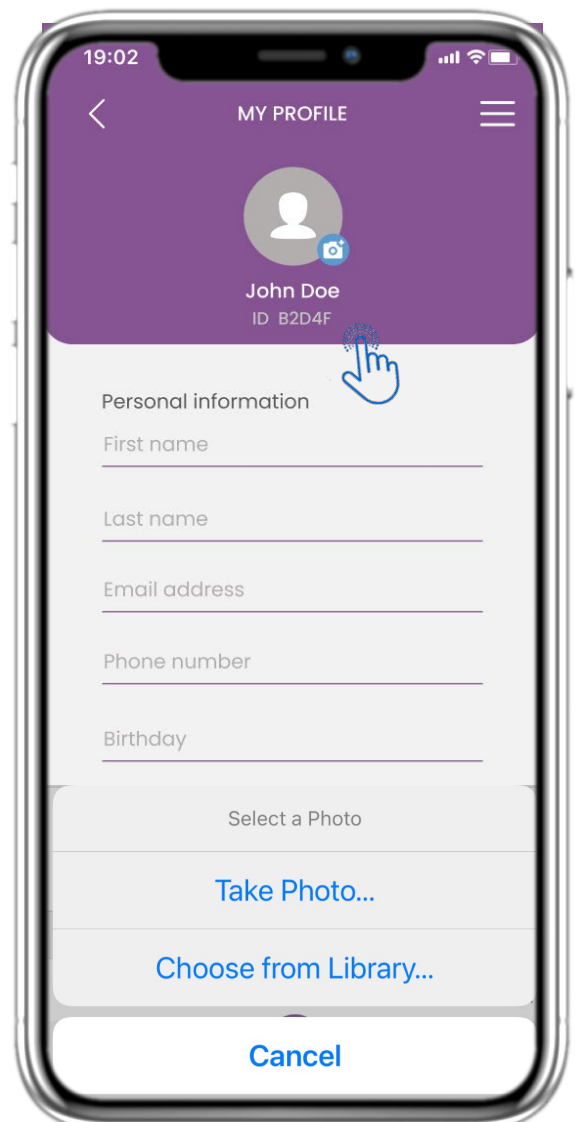 19:02
MY PROFILE
John Doe
ID B2D4F
Personal information
First name
Last name
Email address
Phone number
Birthday
Select a Photo
Take Photo...
Choose from Library...
Cancel